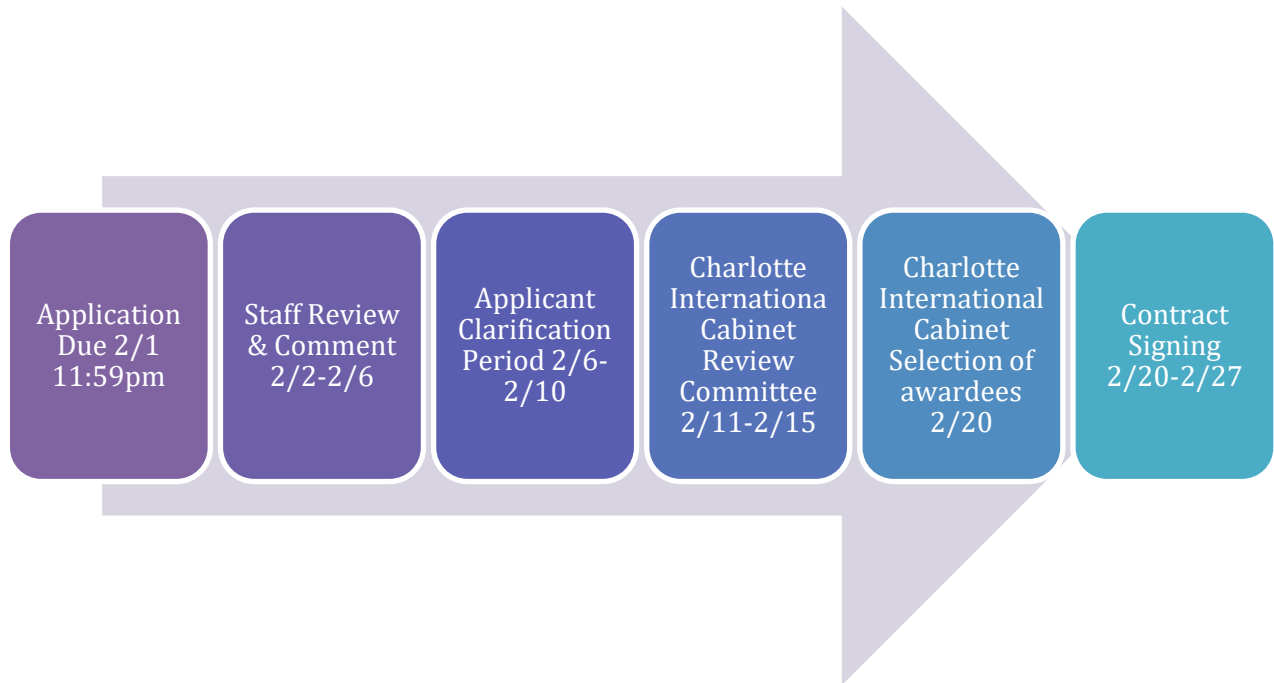 Application
Due 2/1
11:59pm
Staff Review
& Comment
2/2-2/6
Applicant
Clarification
Period 2/6-
2/10
Charlotte
Internationa
Cabinet
Review
Committee
2/11-2/15
Charlotte
International
Cabinet
Selection of
awardees
2/20
Contract
Signing
2/20-2/27